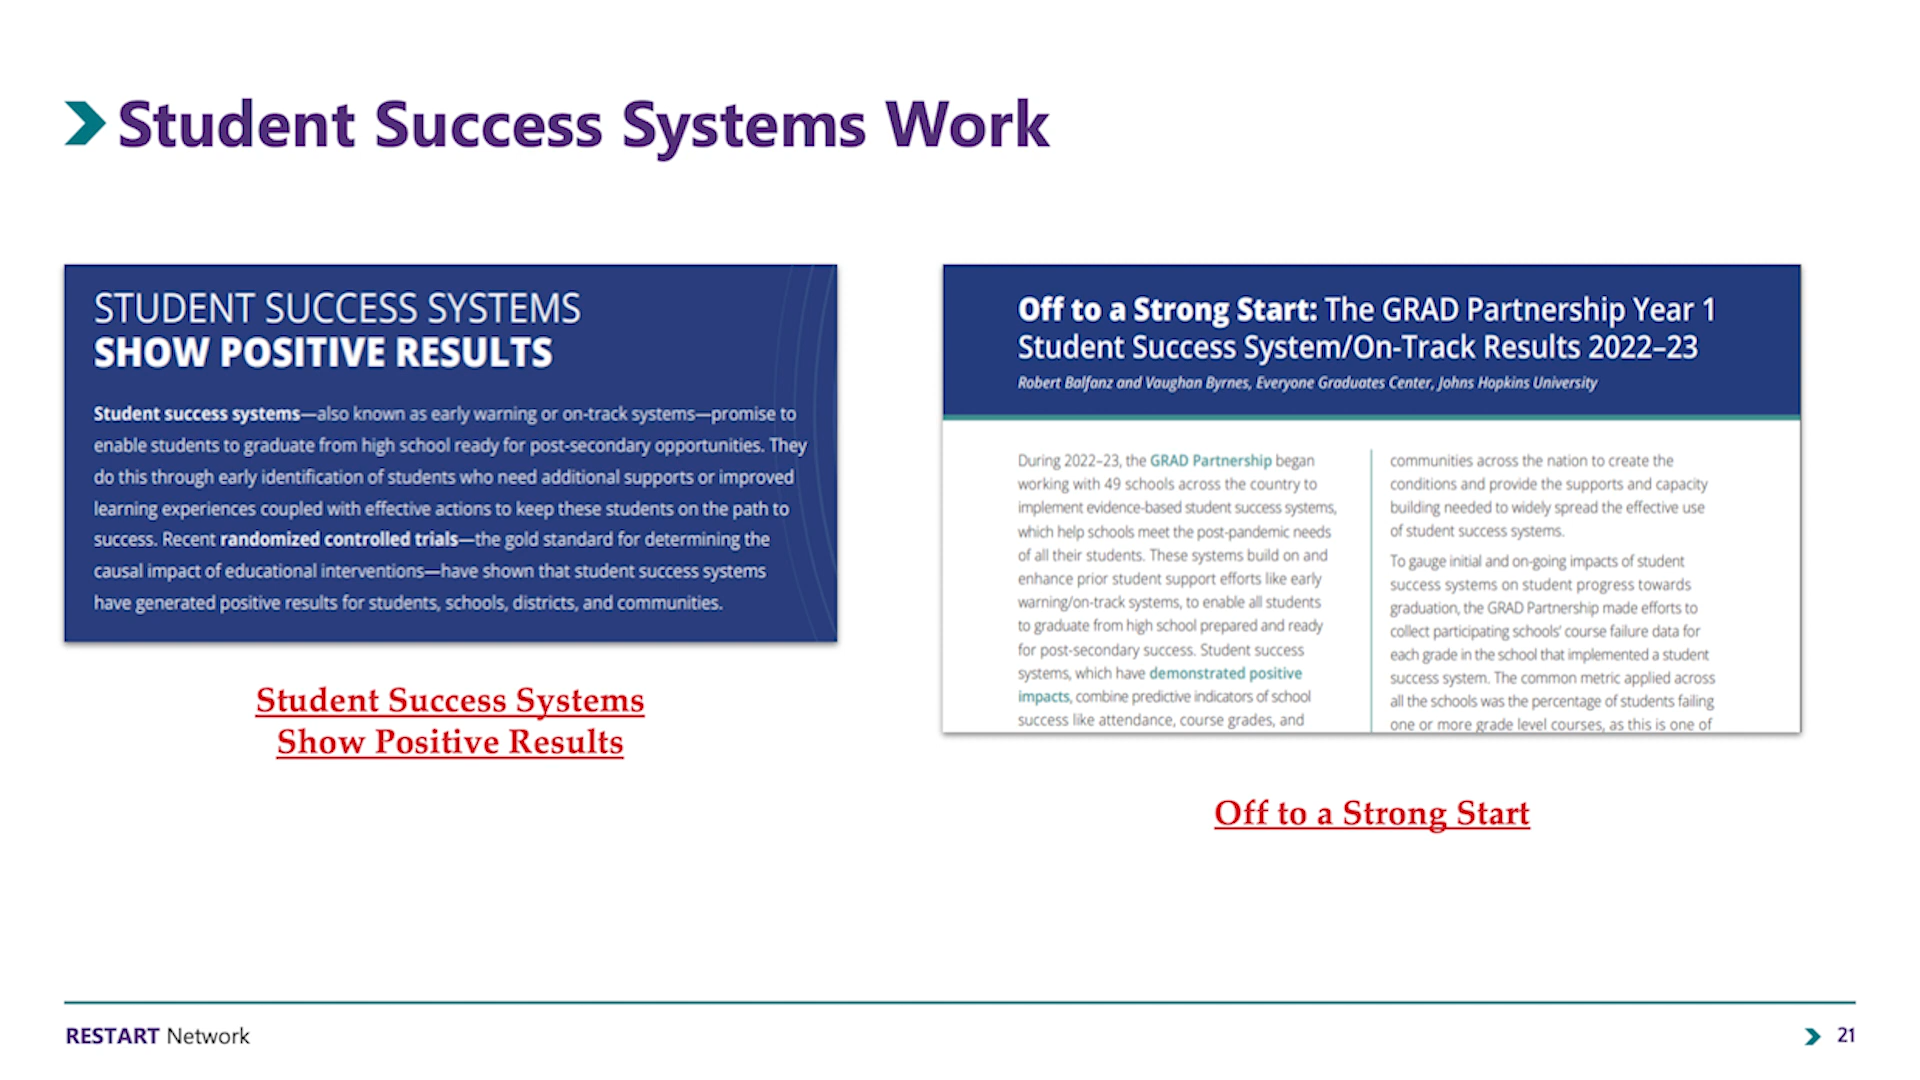 Student Success Systems Work
STUDENT SUCCESS SYSTEMS
SHOW POSITIVE RESULTS
Student success systems—also known as early warning or on-track systems—promise to
enable students to graduate from high school ready for post-secondary opportunities. They
do this through early identification of students who need additional supports or improved
learning experiences coupled with effective actions to keep these students on the path to
success. Recent randomized controlled trials—the gold standard for determining the
causal impact of educational interventions—have shown that student success systems
have generated positive results for students, schools, districts, and communities.
Student Success Systems
Show Positive Results
Off to a Strong Start: The GRAD Partnership Year 1
Student Success System/On-Track Results 2022–23
Robert Balfanz and Vaughan Byrnes, Everyone Graduates Center, Johns Hopkins University
During 2022–23, the GRAD Partnership began
working with 49 schools across the country to
implement evidence-based student success systems,
which help schools meet the post-pandemic needs
of all their students. These systems build on and
enhance prior student support efforts like early
warning/on-track systems, to enable all students
to graduate from high school prepared and ready
for post-secondary success. Student success
systems, which have demonstrated positive
impacts, combine predictive indicators of school
success like attendance, course grades, and
communities across the nation to create the
conditions and provide the supports and capacity
building needed to widely spread the effective use
of student success systems.
To gauge initial and on-going impacts of student
success systems on student progress towards
graduation, the GRAD Partnership made efforts to
collect participating schools' course failure data for
each grade in the school that implemented a student
success system. The common metric applied across
all the schools was the percentage of students failing
one or more grade level courses, as this is one of
Off to a Strong Start
RESTART Network
21